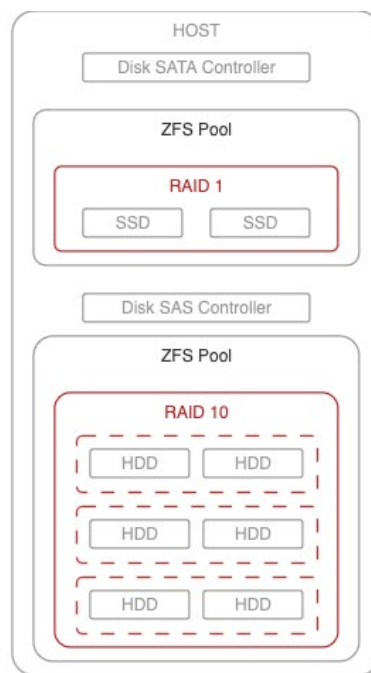 HOST
Disk SATA Controller
ZFS Pool
RAID 1
SSD SSD
Disk SAS Controller
ZFS Pool
RAID 10
HDD HDD
HDD HDD
HDD HDD